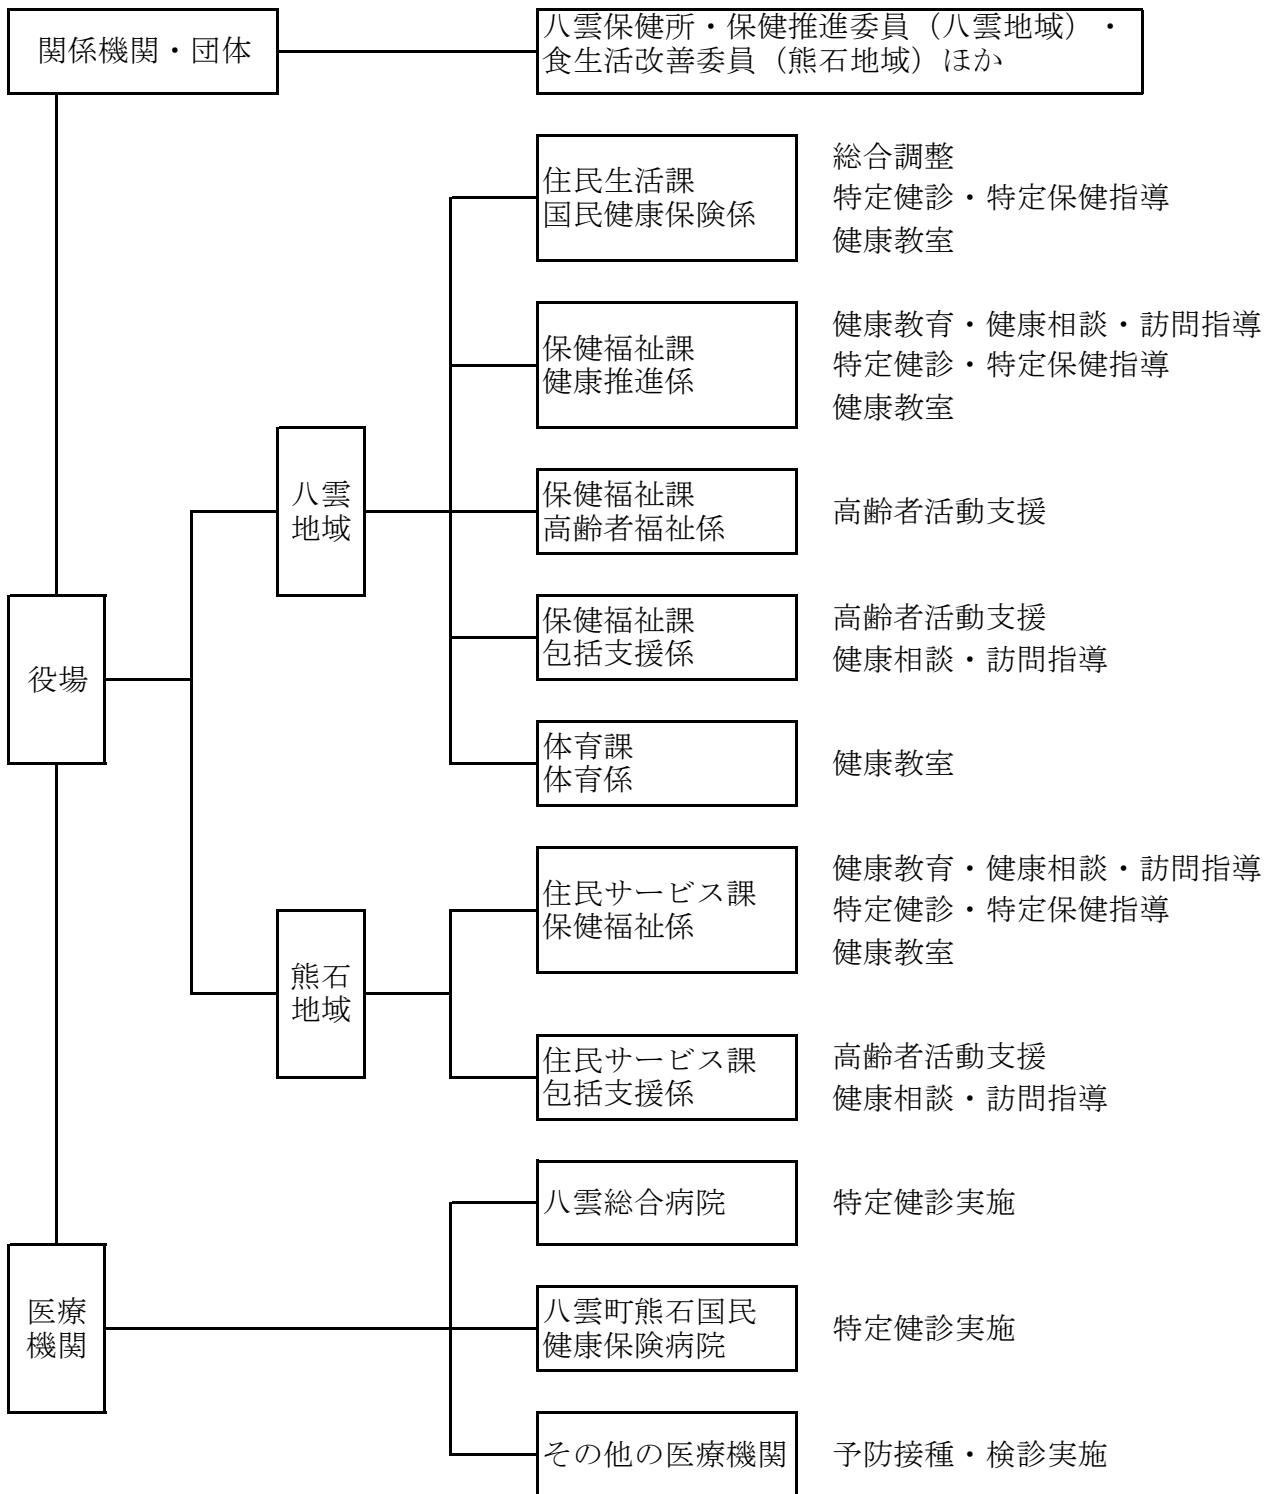 関係機関・団体
八雲保健所・保健推進委員（八雲地域）・
食生活改善委員（熊石地域）ほか
住民生活課
国民健康保険係
総合調整
特定健診・特定保健指導
健康教室
保健福祉課
健康推進係
健康教育・健康相談・訪問指導
特定健診・特定保健指導
健康教室
八雲
地域
保健福祉課
高齢者福祉係
高齢者活動支援
保健福祉課
包括支援係
高齢者活動支援
健康相談・訪問指導
役場
体育課
体育係
健康教室
住民サービス課
保健福祉係
健康教育・健康相談・訪問指導
特定健診・特定保健指導
健康教室
熊石
地域
住民サービス課
包括支援係
高齢者活動支援
健康相談・訪問指導
八雲総合病院
特定健診実施
医療
機関
八雲町熊石国民
健康保険病院
特定健診実施
その他の医療機関
予防接種・検診実施